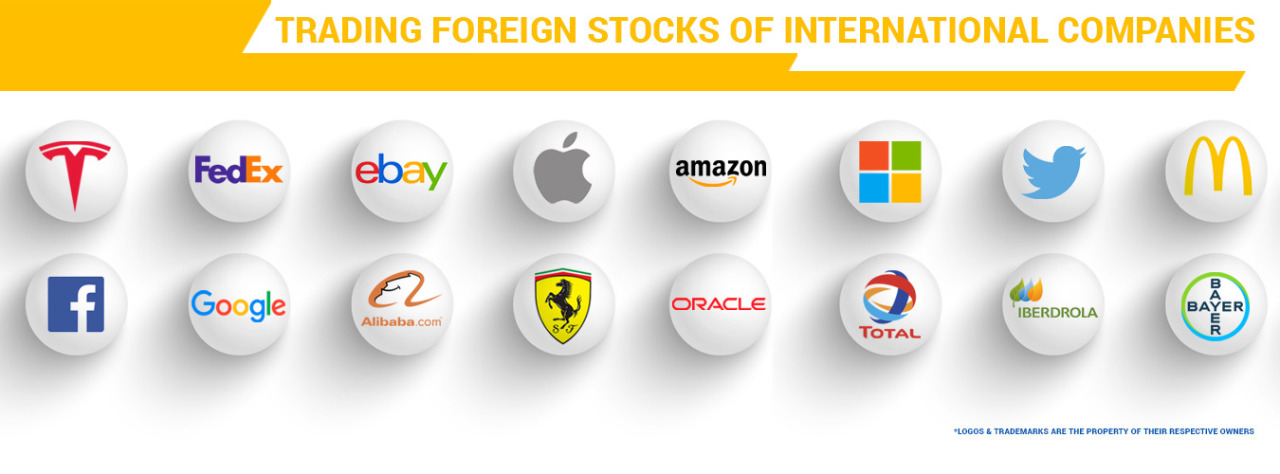 TRADING FOREIGN STOCKS OF INTERNATIONAL COMPANIES
FedEx
ebay
amazon
Google
Alibaba.com
S F
ORACLE
TOTAL
IBERDROLA
BAYER
BAYER
*LOGOS & TRADEMARKS ARE THE PROPERTY OF THEIR RESPECTIVE OWNERS